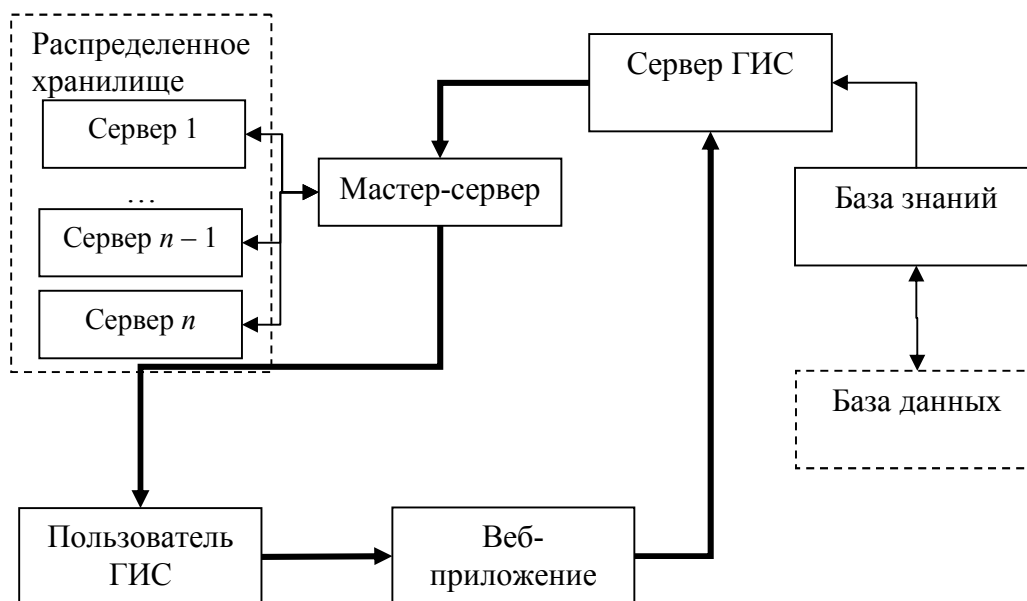 Распределенное
хранилище
Сервер 1
…
Сервер n – 1
Сервер n
Мастер-сервер
Сервер ГИС
База знаний
База данных
Пользователь
ГИС
Веб-
приложение